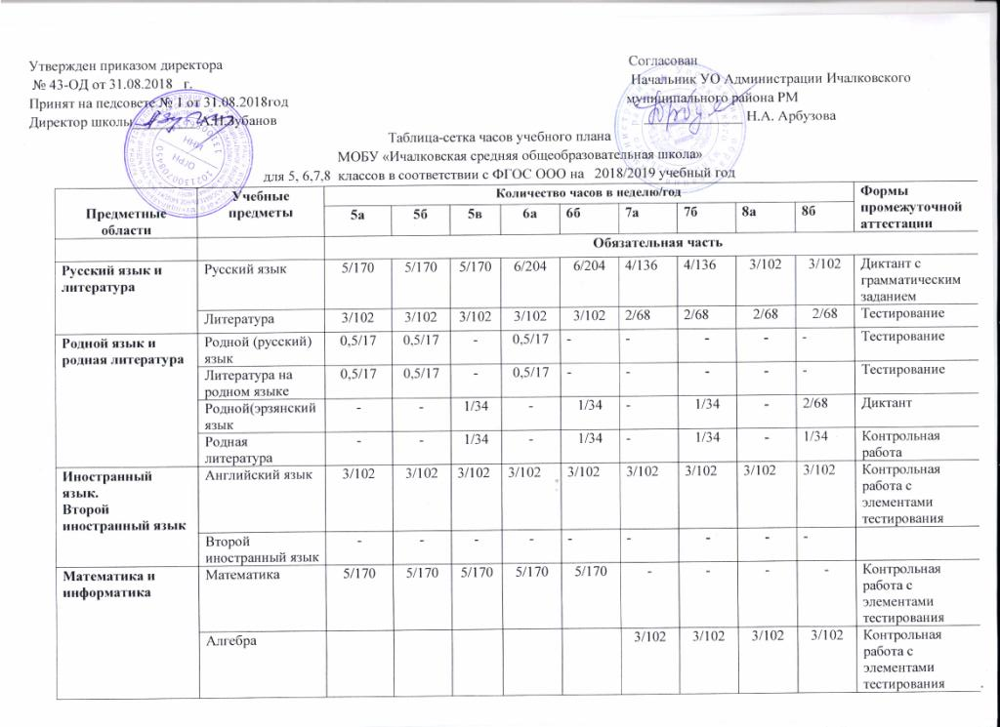 Утвержден приказом директора
№ 43-ОД от 31.08.2018 г.
Принят на педсовете № 1 от 31.08.2018год
Директор школы А.Н.Зубанов
Согласован
Начальник УО Администрации Ичалковского
муниципального района РМ
Н.А. Арбузова
Таблица-сетка часов учебного плана
МОБУ «Ичалковская средняя общеобразовательная школа»
для 5, 6,7,8 классов в соответствии с ФГОС ООО на 2018/2019 учебный год
Предметные области
Учебные предметы
Количество часов в неделю/год
Формы промежуточной аттестации
5а 5б 5в 6а 6б 7а 7б 8а 8б
Обязательная часть
Русский язык и литература
Русский язык 5/170 5/170 5/170 6/204 6/204 4/136 4/136 3/102 3/102 Диктант с грамматическим заданием
Литература 3/102 3/102 3/102 3/102 3/102 2/68 2/68 2/68 2/68 Тестирование
Родной язык и родная литература
Родной (русский) язык 0,5/17 0,5/17 - 0,5/17 - - - - - Тестирование
Литература на родном языке 0,5/17 0,5/17 - 0,5/17 - - - - - Тестирование
Родной(эрзянский язык - - 1/34 - 1/34 - 1/34 - 2/68 Диктант
Родная литература - - 1/34 - 1/34 - 1/34 - 1/34 Контрольная работа
Иностранный язык. Второй иностранный язык
Английский язык 3/102 3/102 3/102 3/102 3/102 3/102 3/102 3/102 3/102 Контрольная работа с элементами тестирования
Второй иностранный язык - - - - - - - - -
Математика и информатика
Математика 5/170 5/170 5/170 5/170 5/170 - - - - Контрольная работа с элементами тестирования
Алгебра 3/102 3/102 3/102 3/102 Контрольная работа с элементами тестирования